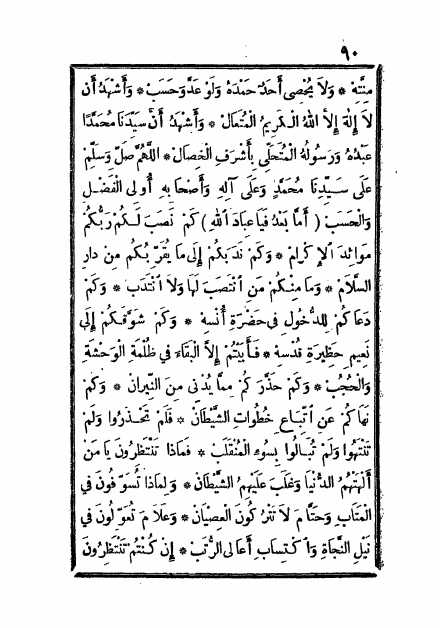 ٩٠
مِنَّتِهِ * وَلَا يُحْصِى أَحَدٌ حَمْدَهُ وَلَوْ عَدَّ وَحَسَبَ * وَأَشْهَدُ أَنْ
لَا إِلٰهَ إِلَّا اللهُ الْكَرِيمُ الْمُتَعَالْ * وَأَشْهَدُ أَنَّ سَيِّدَنَا مُحَمَّدًا
عَبْدُهُ وَرَسُولُهُ الْمُتَحَلِّى بِأَشْرَفِ الْخِصَالْ * اللّٰهُمَّ صَلِّ وَسَلِّمْ
عَلَى سَيِّدِنَا مُحَمَّدٍ وَعَلَى آلِهِ وَأَصْحَابِهِ أُولِى الْفَضْلِ
وَالْحَسَبْ ( أَمَّا بَعْدُ فَيَا عِبَادَ اللهِ ) كَمْ نَصَبَ لَكُمْ رَبُّكُمْ
مَوَائِدَ الْإِكْرَامْ * وَكَمْ نَدَبَكُمْ إِلَى مَا يُقَرِّبُكُمْ مِنْ دَارِ
السَّلَامْ * وَمَا مِنْكُمْ مَنِ انْتَصَبَ لَهَا وَلَا انْتَدَبْ * وَكَمْ
دَعَاكُمْ لِلدُّخُولِ فِى حَضْرَةِ أُنْسِهِ * وَكَمْ شَوَّقَكُمْ إِلَى
نَعِيمِ حَظِيرَةِ قُدْسِهِ * فَأَبَيْتُمْ إِلَّا الْبَقَاءَ فِى ظُلْمَةِ الْوَحْشَةِ
وَالْحُجُبْ * وَكَمْ حَذَّرَكُمْ مِمَّا يُدْنِى مِنَ النِّيرَانْ * وَكَمْ
نَهَاكُمْ عَنِ اتِّبَاعِ خُطُوَاتِ الشَّيْطَانْ * فَلَمْ تَحْذَرُوا وَلَمْ
تَنْتَهُوا وَلَمْ تُبَالُوا بِسُوءِ الْمُنْقَلَبْ * فَمَاذَا تَنْتَظِرُونَ يَا مَنْ
أَلْهَتْهُمُ الدُّنْيَا وَغَلَبَ عَلَيْهِمُ الشَّيْطَانْ * وَلِمَاذَا تُسَوِّفُونَ فِى
الْمَتَابِ وَحَتَّامَ لَا تَتْرُكُونَ الْعِصْيَانْ * وَعَلَامَ تُعَوِّلُونَ فِى
نَيْلِ النَّجَاةِ وَاكْتِسَابِ أَعَالِى الرُّتَبْ * إِنْ كُنْتُمْ تَنْتَظِرُونَ